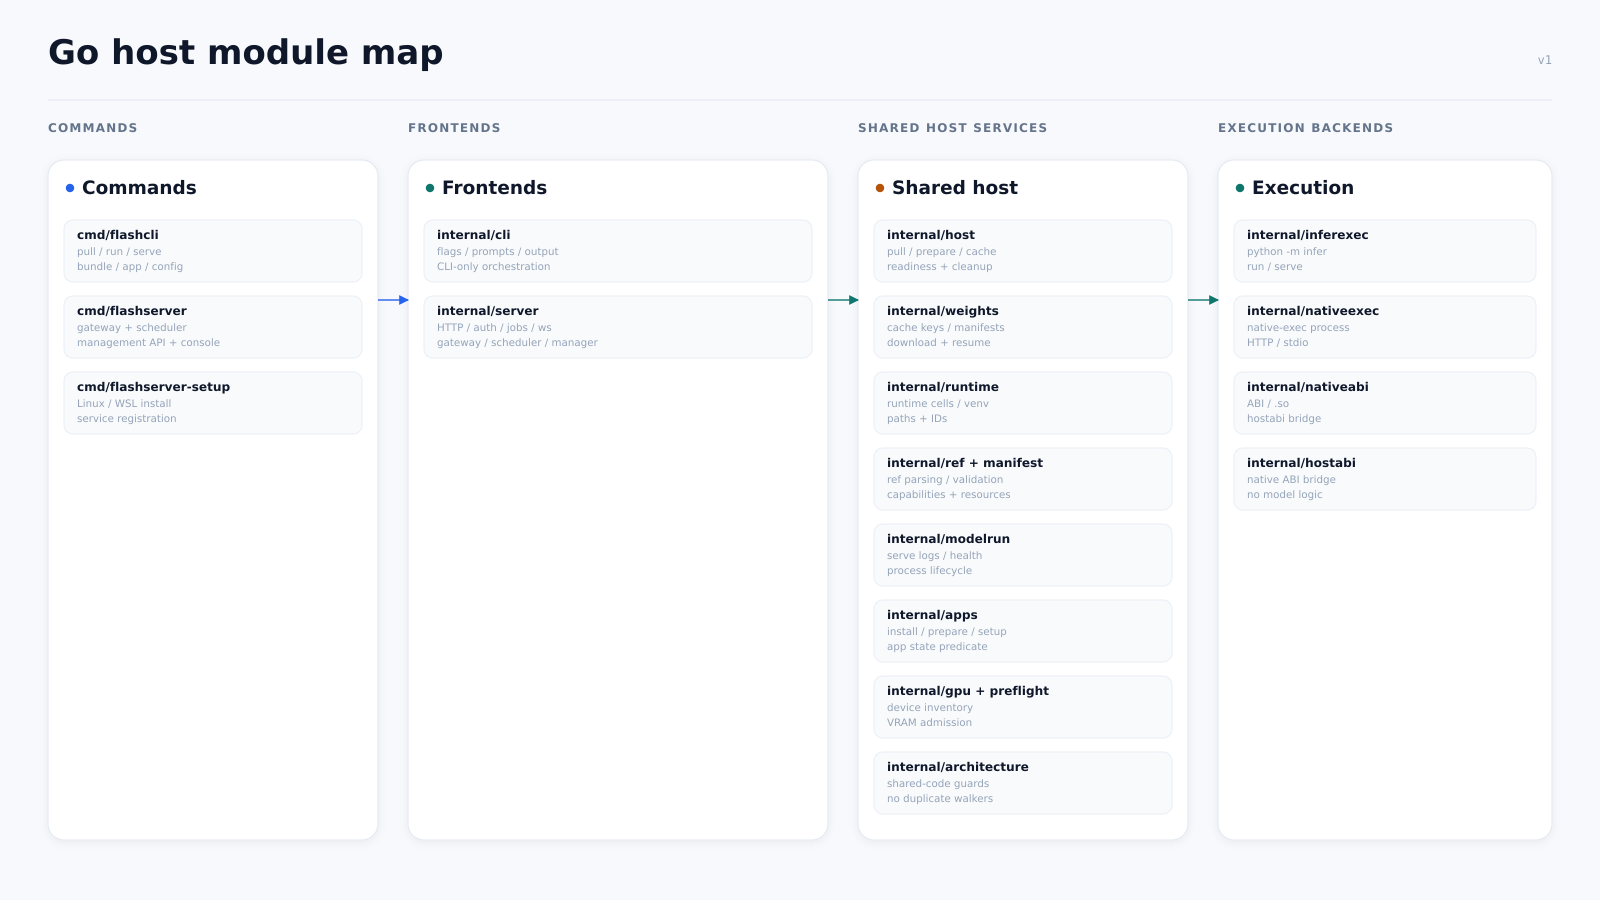 Go host module map
v1
COMMANDS
FRONTENDS
SHARED HOST SERVICES
EXECUTION BACKENDS
Commands
cmd/flashcli
pull / run / serve
bundle / app / config
cmd/flashserver
gateway + scheduler
management API + console
cmd/flashserver-setup
Linux / WSL install
service registration
Frontends
internal/cli
flags / prompts / output
CLI-only orchestration
internal/server
HTTP / auth / jobs / ws
gateway / scheduler / manager
Shared host
internal/host
pull / prepare / cache
readiness + cleanup
internal/weights
cache keys / manifests
download + resume
internal/runtime
runtime cells / venv
paths + IDs
internal/ref + manifest
ref parsing / validation
capabilities + resources
internal/modelrun
serve logs / health
process lifecycle
internal/apps
install / prepare / setup
app state predicate
internal/gpu + preflight
device inventory
VRAM admission
internal/architecture
shared-code guards
no duplicate walkers
Execution
internal/inferexec
python -m infer
run / serve
internal/nativeexec
native-exec process
HTTP / stdio
internal/nativeabi
ABI / .so
hostabi bridge
internal/hostabi
native ABI bridge
no model logic